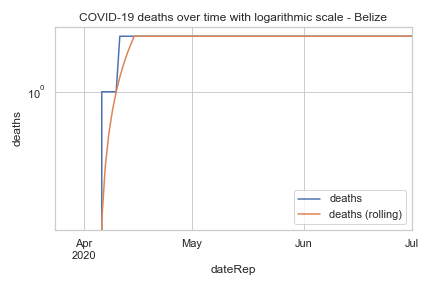 COVID-19 deaths over time with logarithmic scale - Belize
10⁰
deaths
deaths
deaths (rolling)
Apr
2020
May
Jun
Jul
dateRep